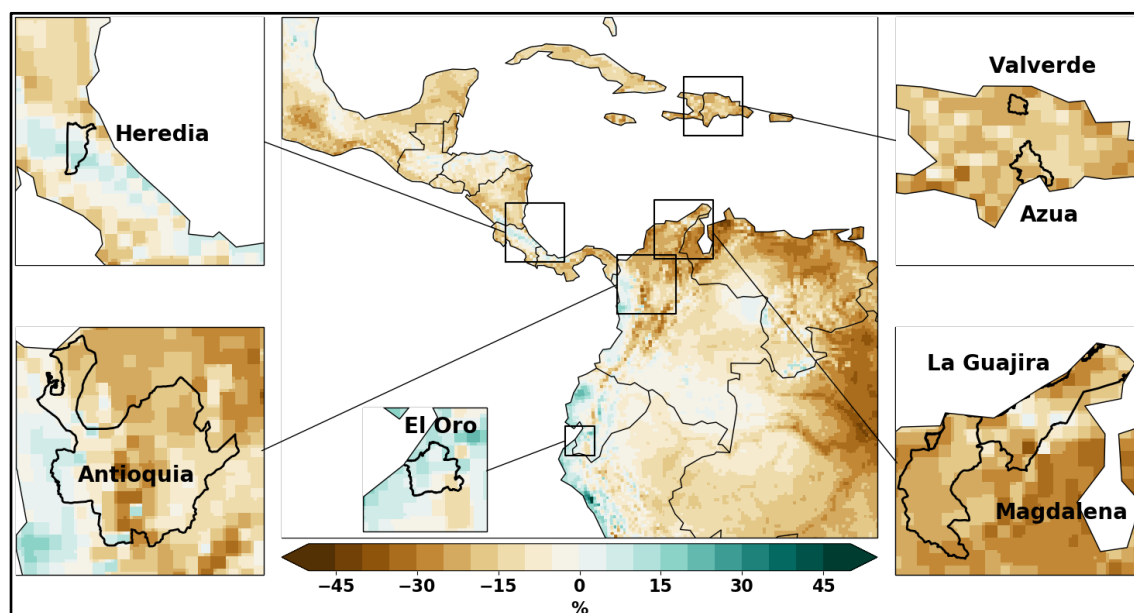 Heredia
Valverde
Azua
La Guajira
Magdalena
Antioquia
El Oro
−45 −30 −15 0 15 30 45
%